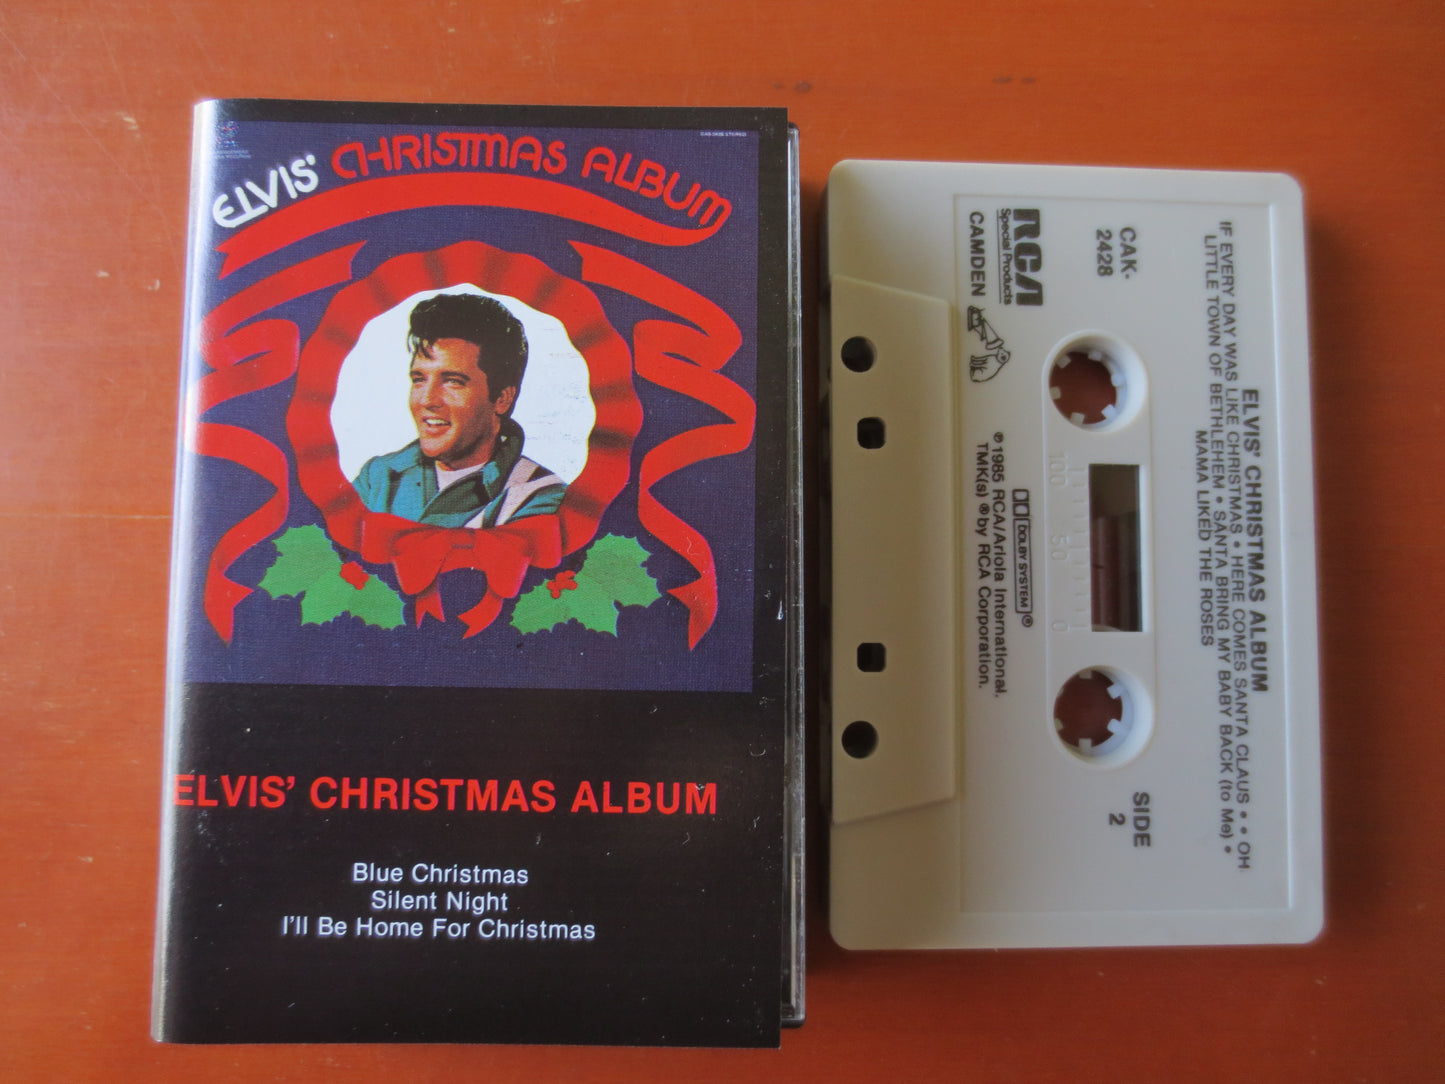 CAS-2428 STEREO
ELVIS' CHRISTMAS ALBUM
ELVIS' CHRISTMAS ALBUM
Blue Christmas
Silent Night
I'll Be Home For Christmas
ELVIS' CHRISTMAS ALBUM
IF EVERY DAY WAS LIKE CHRISTMAS • HERE COMES SANTA CLAUS • • OH
LITTLE TOWN OF BETHLEHEM • SANTA BRING MY BABY BACK (to Me) •
MAMA LIKED THE ROSES
CAK-
2428
SIDE
2
100 50 0
DOLBY SYSTEM ®
RCA
Special Products
CAMDEN
℗ 1985 RCA/Ariola International.
TMK(s) ® by RCA Corporation.